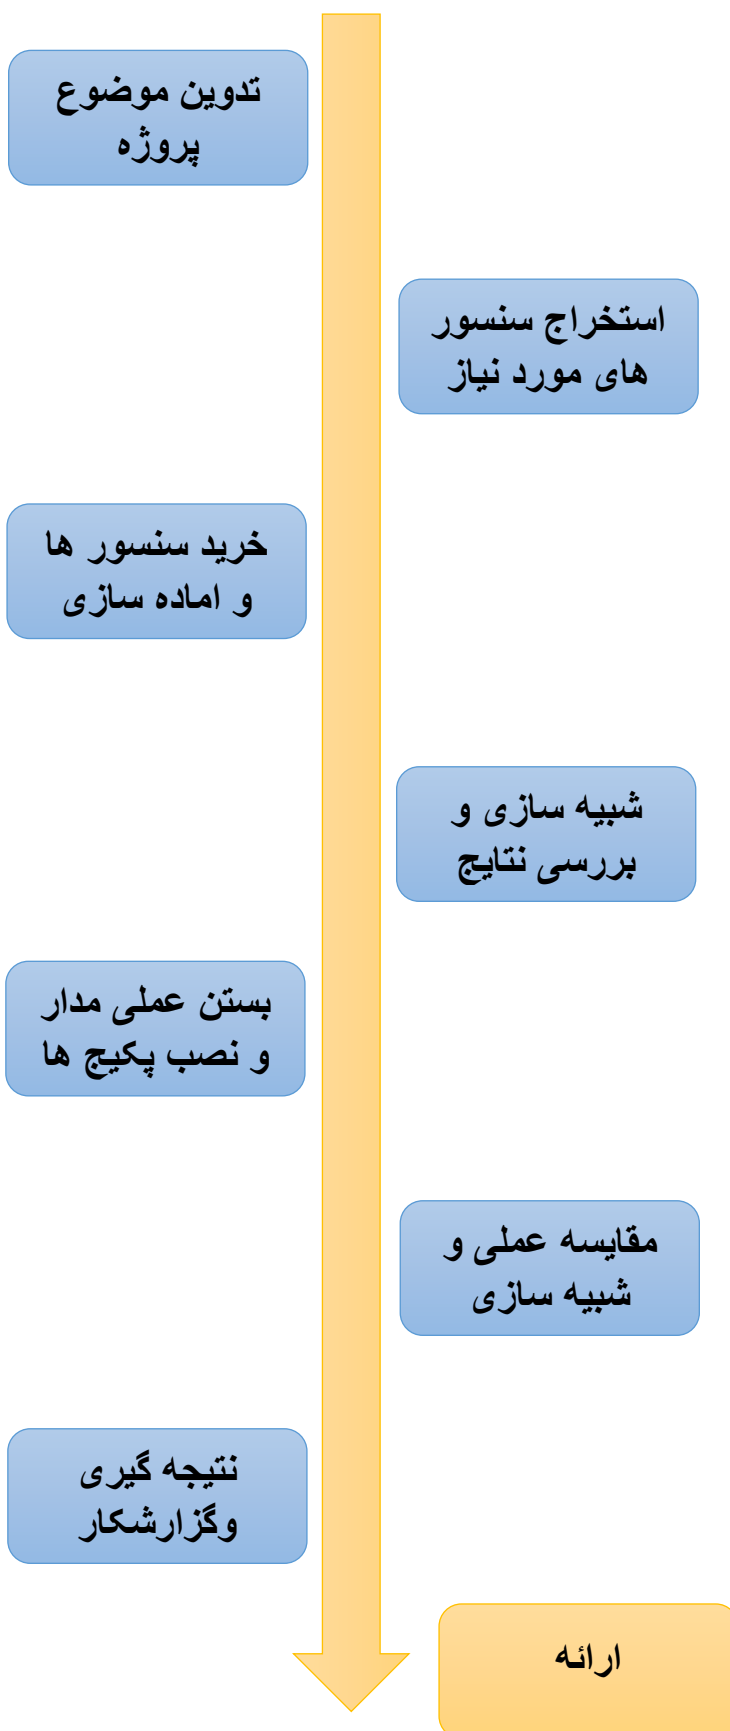 تدوین موضوع
پروژه
استخراج سنسور
های مورد نیاز
خرید سنسور ها
و اماده سازی
شبیه سازی و
بررسی نتایج
بستن عملی مدار
و نصب پکیج ها
مقایسه عملی و
شبیه سازی
نتیجه گیری
وگزارشکار
ارائه